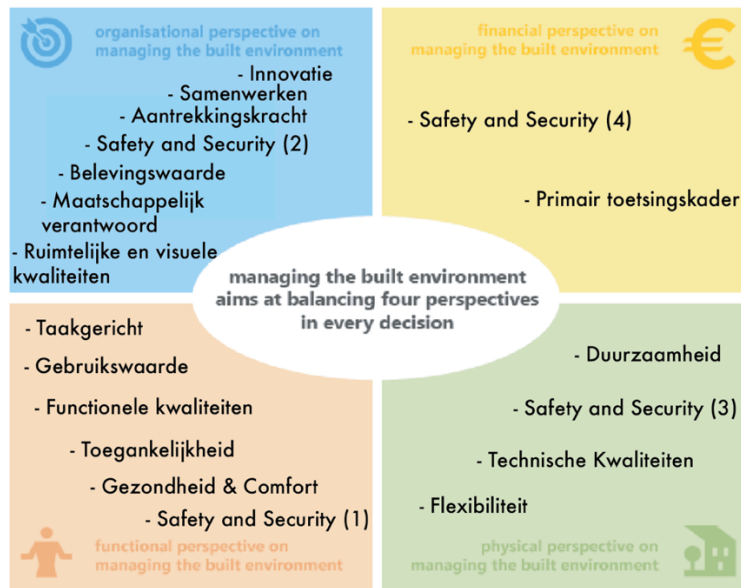 organisational perspective on
managing the built environment
- Innovatie
- Samenwerken
- Aantrekkingskracht
- Safety and Security (2)
- Belevingswaarde
- Maatschappelijk
verantwoord
- Ruimtelijke en visuele
kwaliteiten
financial perspective on
managing the built environment
€
- Safety and Security (4)
- Primair toetsingskader
managing the built environment
aims at balancing four perspectives
in every decision
- Taakgericht
- Gebruikswaarde
- Functionele kwaliteiten
- Toegankelijkheid
- Gezondheid & Comfort
- Safety and Security (1)
functional perspective on
managing the built environment
- Duurzaamheid
- Safety and Security (3)
- Technische Kwaliteiten
- Flexibiliteit
physical perspective on
managing the built environment